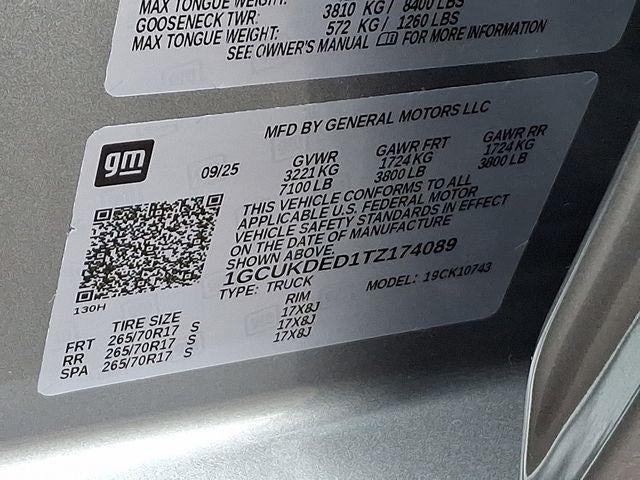 MAX TONGUE WEIGHT:
3810 KG / 8400 LBS
GOOSENECK TWR: 572 KG / 1260 LBS
MAX TONGUE WEIGHT:
SEE OWNER'S MANUAL FOR MORE INFORMATION
MFD BY GENERAL MOTORS LLC
gm
09/25
GVWR GAWR FRT GAWR RR
3221 KG 1724 KG 1724 KG
7100 LB 3800 LB 3800 LB
THIS VEHICLE CONFORMS TO ALL
APPLICABLE U.S. FEDERAL MOTOR
VEHICLE SAFETY STANDARDS IN EFFECT
ON THE DATE OF MANUFACTURE
SHOWN ABOVE.
1GCUKDED1TZ174089
TYPE: TRUCK MODEL: 19CK10743
130H
TIRE SIZE RIM
FRT 265/70R17 S 17X8J
RR 265/70R17 S 17X8J
SPA 265/70R17 S 17X8J